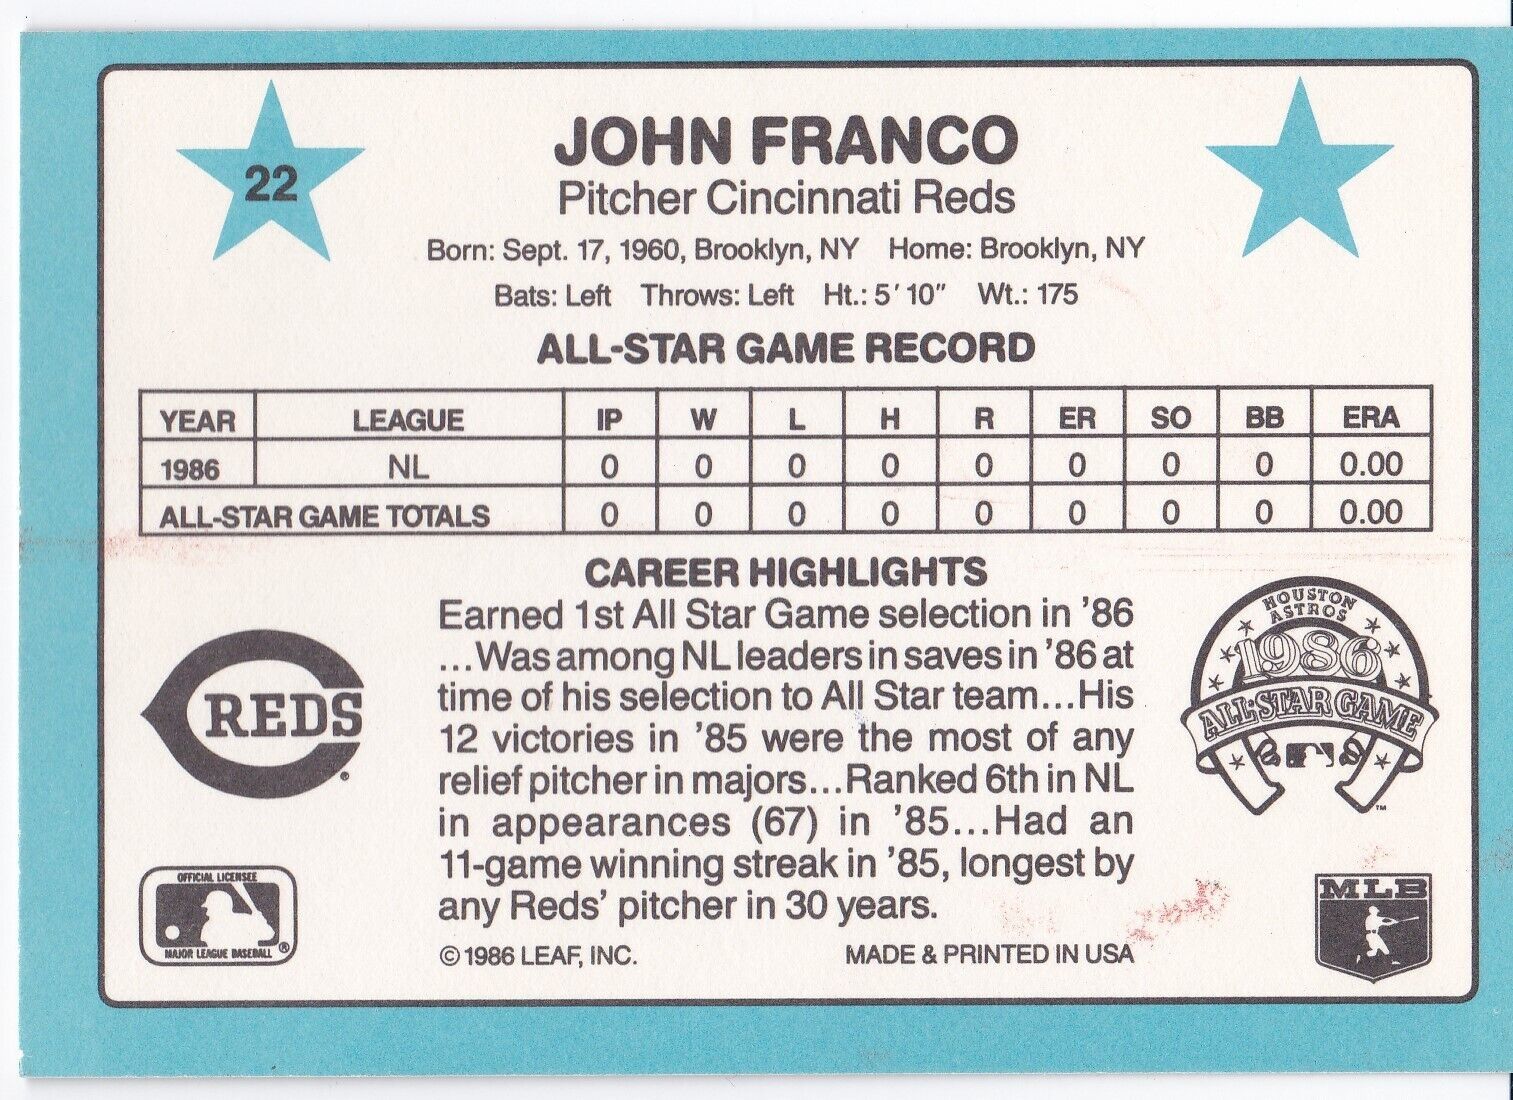 22
JOHN FRANCO
Pitcher Cincinnati Reds
Born: Sept. 17, 1960, Brooklyn, NY Home: Brooklyn, NY
Bats: Left Throws: Left Ht.: 5' 10" Wt.: 175
ALL-STAR GAME RECORD
YEAR LEAGUE IP W L H R ER SO BB ERA
1986 NL 0 0 0 0 0 0 0 0 0.00
ALL-STAR GAME TOTALS 0 0 0 0 0 0 0 0 0.00
CAREER HIGHLIGHTS
Earned 1st All Star Game selection in '86
...Was among NL leaders in saves in '86 at
time of his selection to All Star team...His
12 victories in '85 were the most of any
relief pitcher in majors...Ranked 6th in NL
in appearances (67) in '85...Had an
11-game winning streak in '85, longest by
any Reds' pitcher in 30 years.
© 1986 LEAF, INC. MADE & PRINTED IN USA
REDS
®
OFFICIAL LICENSEE
MAJOR LEAGUE BASEBALL ®
HOUSTON
ASTROS
1986
ALL-STAR GAME
™
MLB